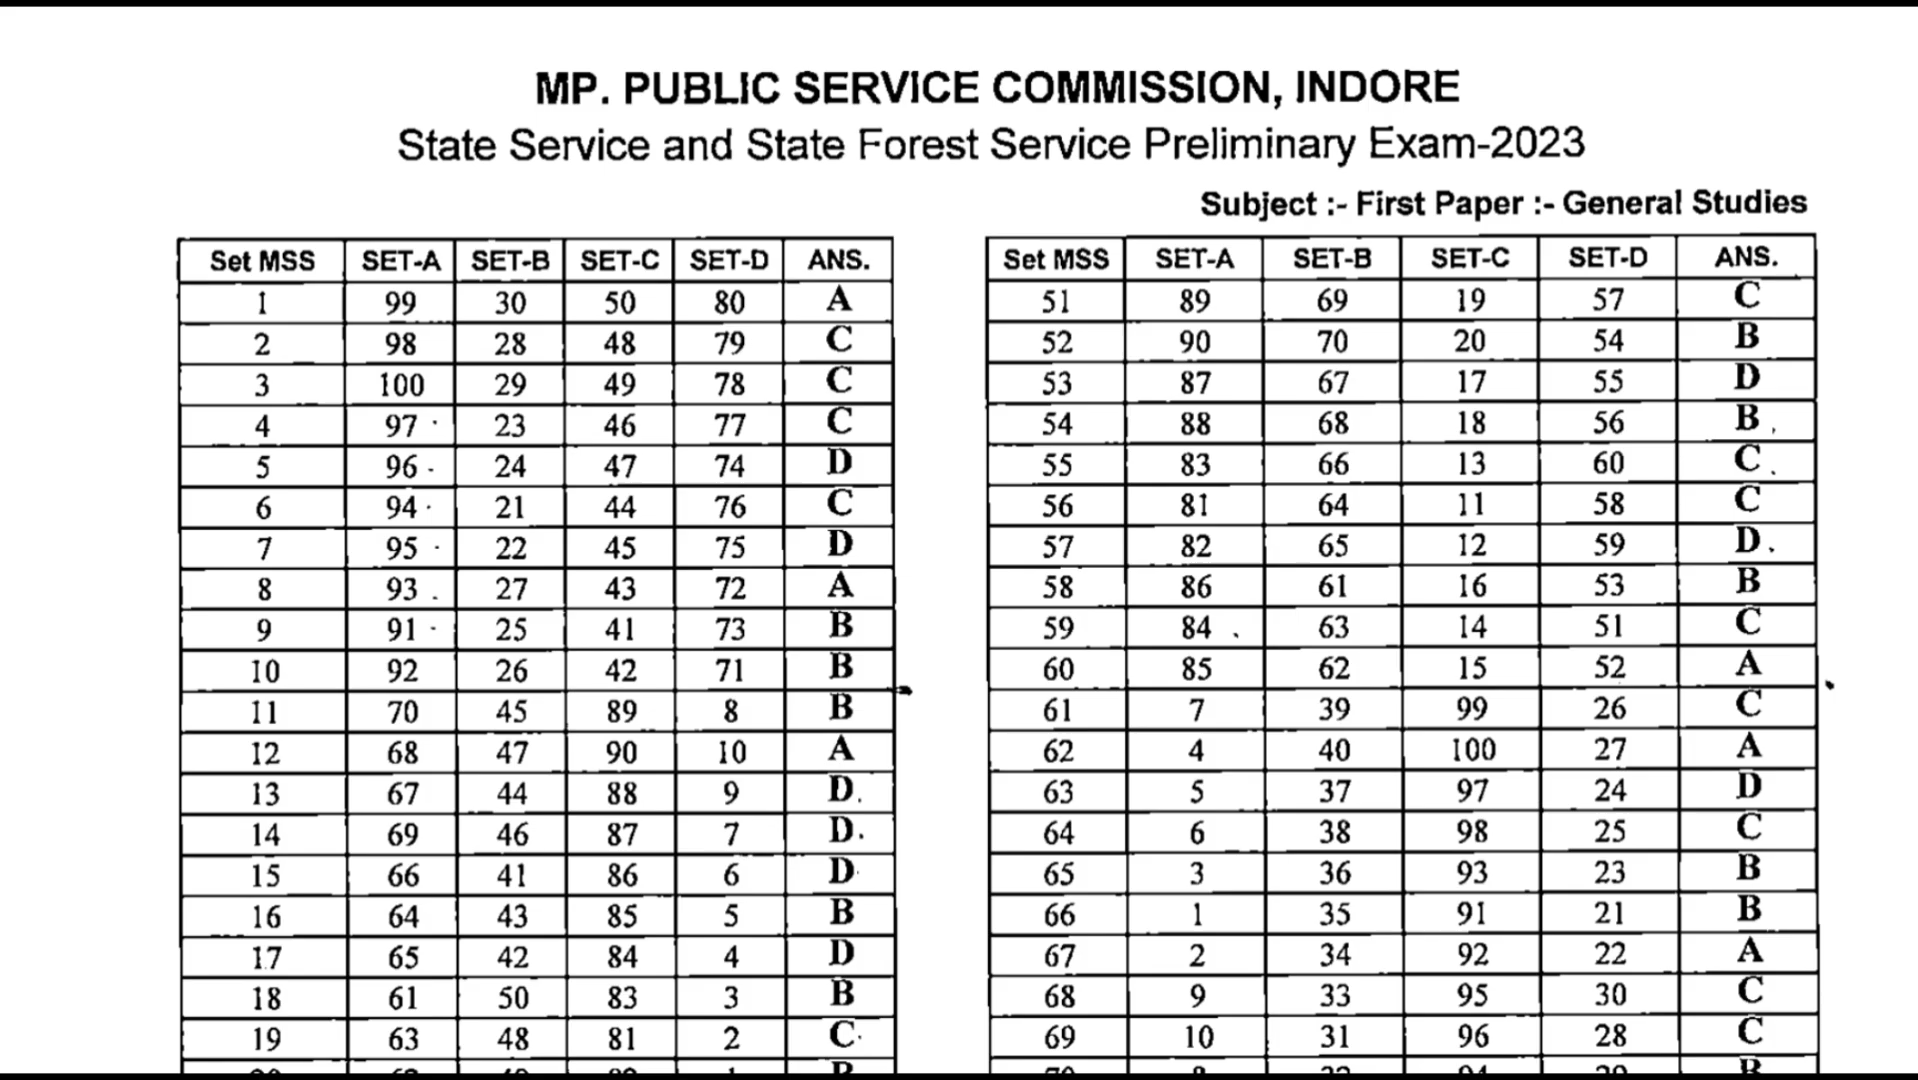 MP. PUBLIC SERVICE COMMISSION, INDORE
State Service and State Forest Service Preliminary Exam-2023
Subject :- First Paper :- General Studies
Set MSS SET-A SET-B SET-C SET-D ANS.
1 99 30 50 80 A
2 98 28 48 79 C
3 100 29 49 78 C
4 97 23 46 77 C
5 96 24 47 74 D
6 94 21 44 76 C
7 95 22 45 75 D
8 93 27 43 72 A
9 91 25 41 73 B
10 92 26 42 71 B
11 70 45 89 8 B
12 68 47 90 10 A
13 67 44 88 9 D
14 69 46 87 7 D
15 66 41 86 6 D
16 64 43 85 5 B
17 65 42 84 4 D
18 61 50 83 3 B
19 63 48 81 2 C
Set MSS SET-A SET-B SET-C SET-D ANS.
51 89 69 19 57 C
52 90 70 20 54 B
53 87 67 17 55 D
54 88 68 18 56 B
55 83 66 13 60 C
56 81 64 11 58 C
57 82 65 12 59 D
58 86 61 16 53 B
59 84 63 14 51 C
60 85 62 15 52 A
61 7 39 99 26 C
62 4 40 100 27 A
63 5 37 97 24 D
64 6 38 98 25 C
65 3 36 93 23 B
66 1 35 91 21 B
67 2 34 92 22 A
68 9 33 95 30 C
69 10 31 96 28 C